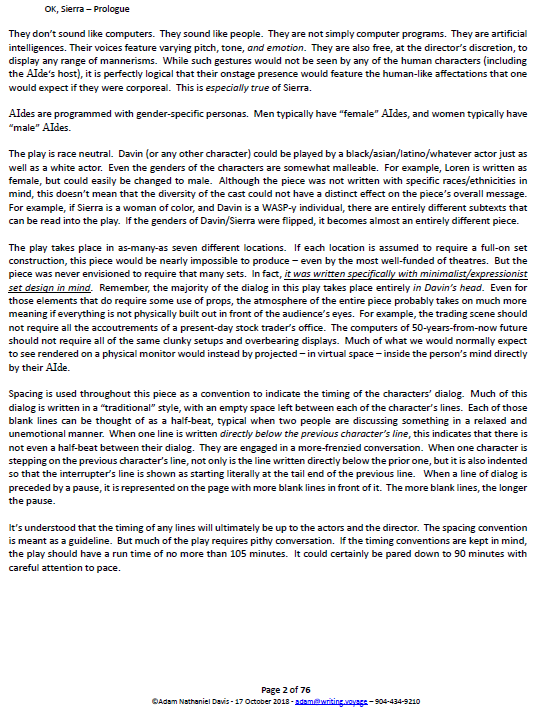 OK, Sierra – Prologue
They don't sound like computers. They sound like people. They are not simply computer programs. They are artificial
intelligences. Their voices feature varying pitch, tone, and emotion. They are also free, at the director's discretion, to
display any range of mannerisms. While such gestures would not be seen by any of the human characters (including
the AIde's host), it is perfectly logical that their onstage presence would feature the human-like affectations that one
would expect if they were corporeal. This is especially true of Sierra.
AIdes are programmed with gender-specific personas. Men typically have "female" AIdes, and women typically have
"male" AIdes.
The play is race neutral. Davin (or any other character) could be played by a black/asian/latino/whatever actor just as
well as a white actor. Even the genders of the characters are somewhat malleable. For example, Loren is written as
female, but could easily be changed to male. Although the piece was not written with specific races/ethnicities in
mind, this doesn't mean that the diversity of the cast could not have a distinct effect on the piece's overall message.
For example, if Sierra is a woman of color, and Davin is a WASP-y individual, there are entirely different subtexts that
can be read into the play. If the genders of Davin/Sierra were flipped, it becomes almost an entirely different piece.
The play takes place in as-many-as seven different locations. If each location is assumed to require a full-on set
construction, this piece would be nearly impossible to produce – even by the most well-funded of theatres. But the
piece was never envisioned to require that many sets. In fact, it was written specifically with minimalist/expressionist
set design in mind. Remember, the majority of the dialog in this play takes place entirely in Davin's head. Even for
those elements that do require some use of props, the atmosphere of the entire piece probably takes on much more
meaning if everything is not physically built out in front of the audience's eyes. For example, the trading scene should
not require all the accoutrements of a present-day stock trader's office. The computers of 50-years-from-now future
should not require all of the same clunky setups and overbearing displays. Much of what we would normally expect
to see rendered on a physical monitor would instead by projected – in virtual space – inside the person's mind directly
by their AIde.
Spacing is used throughout this piece as a convention to indicate the timing of the characters' dialog. Much of this
dialog is written in a "traditional" style, with an empty space left between each of the character's lines. Each of those
blank lines can be thought of as a half-beat, typical when two people are discussing something in a relaxed and
unemotional manner. When one line is written directly below the previous character's line, this indicates that there is
not even a half-beat between their dialog. They are engaged in a more-frenzied conversation. When one character is
stepping on the previous character's line, not only is the line written directly below the prior one, but it is also indented
so that the interrupter's line is shown as starting literally at the tail end of the previous line. When a line of dialog is
preceded by a pause, it is represented on the page with more blank lines in front of it. The more blank lines, the longer
the pause.
It's understood that the timing of any lines will ultimately be up to the actors and the director. The spacing convention
is meant as a guideline. But much of the play requires pithy conversation. If the timing conventions are kept in mind,
the play should have a run time of no more than 105 minutes. It could certainly be pared down to 90 minutes with
careful attention to pace.
Page 2 of 76
©Adam Nathaniel Davis - 17 October 2018 - adam@writing.voyage – 904-434-9210